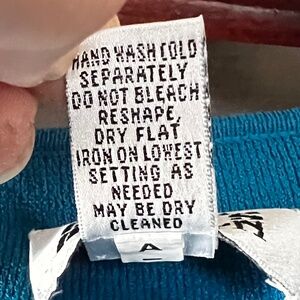 HAND WASH COLD
SEPARATELY
DO NOT BLEACH
RESHAPE,
DRY FLAT
IRON ON LOWEST
SETTING AS
NEEDED
MAY BE DRY
CLEANED
A